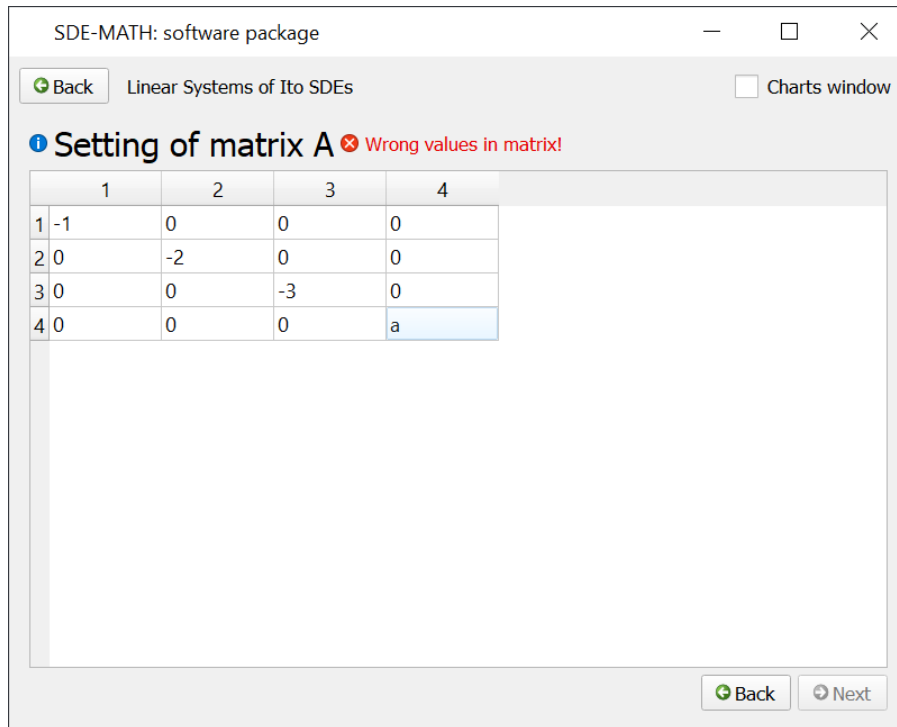 SDE-MATH: software package
Back Linear Systems of Ito SDEs Charts window
Setting of matrix A Wrong values in matrix!
1 2 3 4
1 -1 0 0 0
2 0 -2 0 0
3 0 0 -3 0
4 0 0 0 a
Back Next